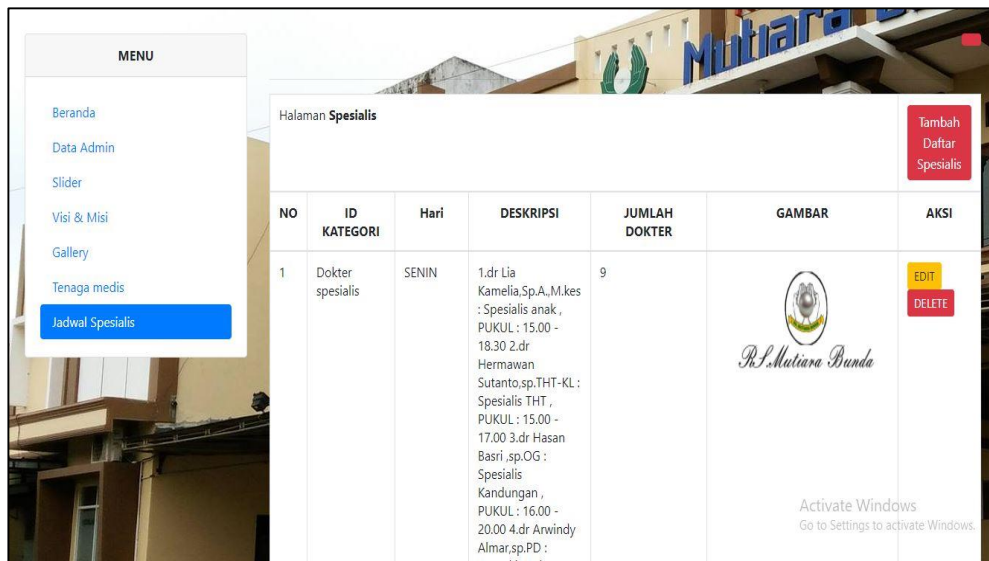 Mutiara
MENU
Beranda
Data Admin
Slider
Visi & Misi
Gallery
Tenaga medis
Jadwal Spesialis
Halaman Spesialis
Tambah
Daftar
Spesialis
NO
ID
KATEGORI
Hari
DESKRIPSI
JUMLAH
DOKTER
GAMBAR
AKSI
1
Dokter
spesialis
SENIN
1.dr Lia
Kamelia,Sp.A.,M.kes
: Spesialis anak ,
PUKUL : 15.00 -
18.30 2.dr
Hermawan
Sutanto,sp.THT-KL :
Spesialis THT ,
PUKUL : 15.00 -
17.00 3.dr Hasan
Basri ,sp.OG :
Spesialis
Kandungan ,
PUKUL : 16.00 -
20.00 4.dr Arwindy
Almar,sp.PD :
9
R.S.Mutiara Bunda
EDIT
DELETE
Activate Windows
Go to Settings to activate Windows.